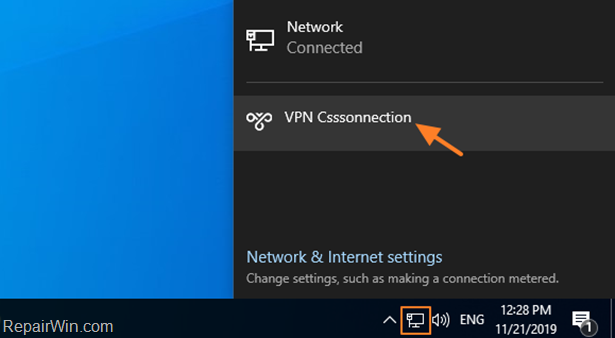 Network
Connected
VPN Csssonnection
Network & Internet settings
Change settings, such as making a connection metered.
ENG
12:28 PM
11/21/2019
1
RepairWin.com